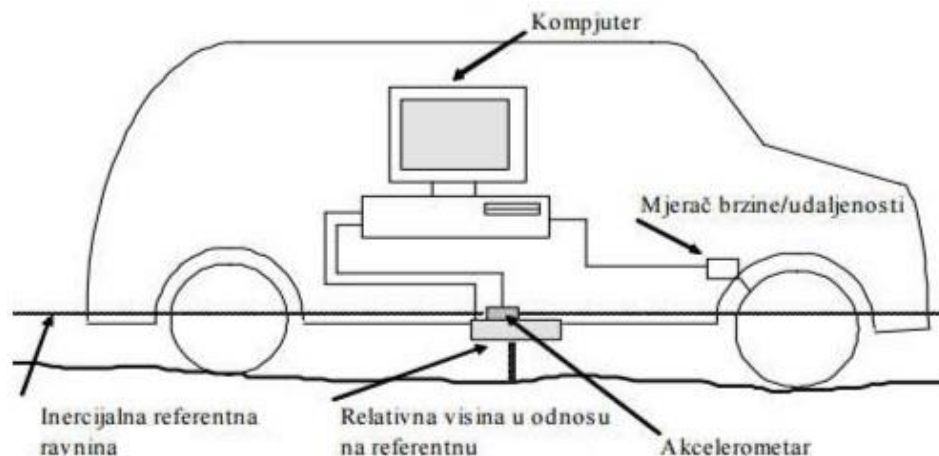 Kompjuter
Mjerač brzine/udaljenosti
Inercijalna referentna
ravnina
Relativna visina u odnosu
na referentnu
Akcelerometar